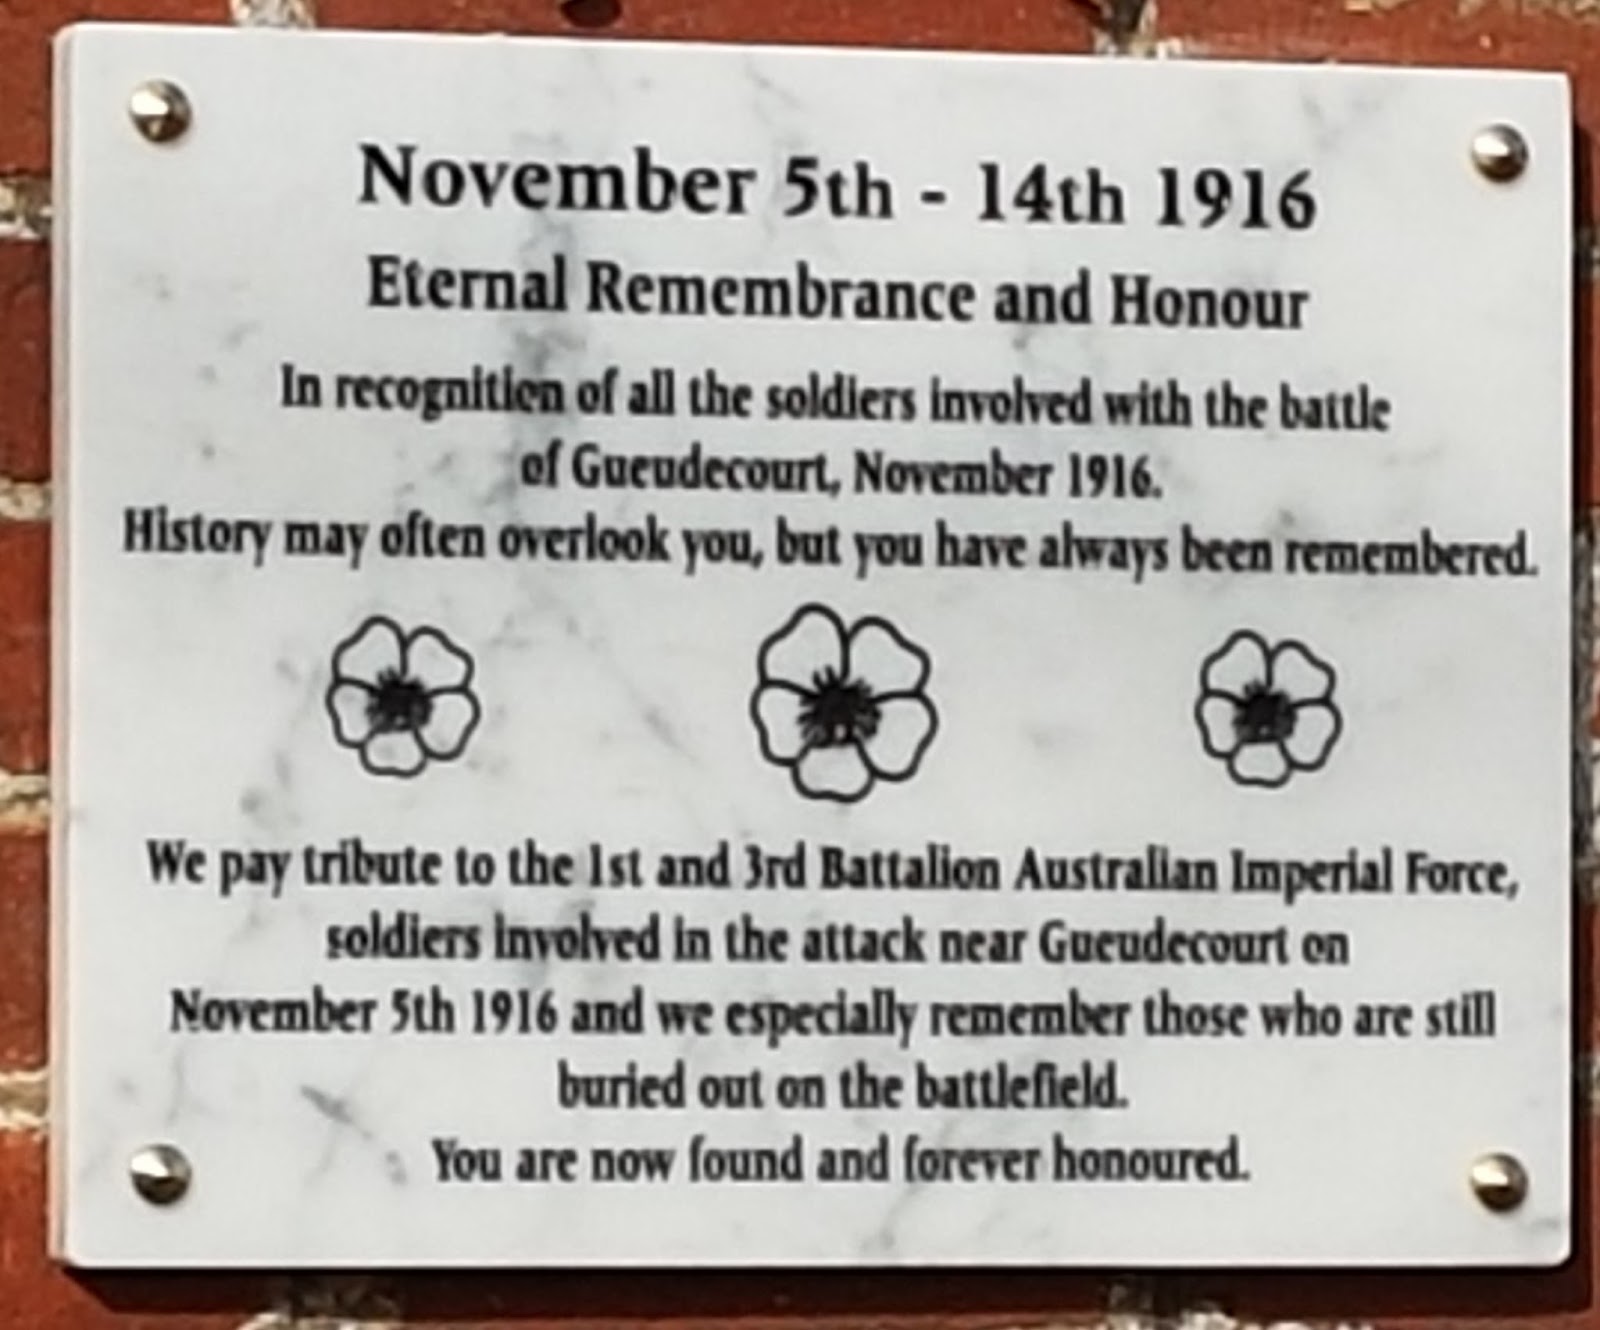 November 5th - 14th 1916
Eternal Remembrance and Honour
In recognition of all the soldiers involved with the battle
of Gueudecourt, November 1916.
History may often overlook you, but you have always been remembered.
We pay tribute to the 1st and 3rd Battalion Australian Imperial Force,
soldiers involved in the attack near Gueudecourt on
November 5th 1916 and we especially remember those who are still
buried out on the battlefield.
You are now found and forever honoured.